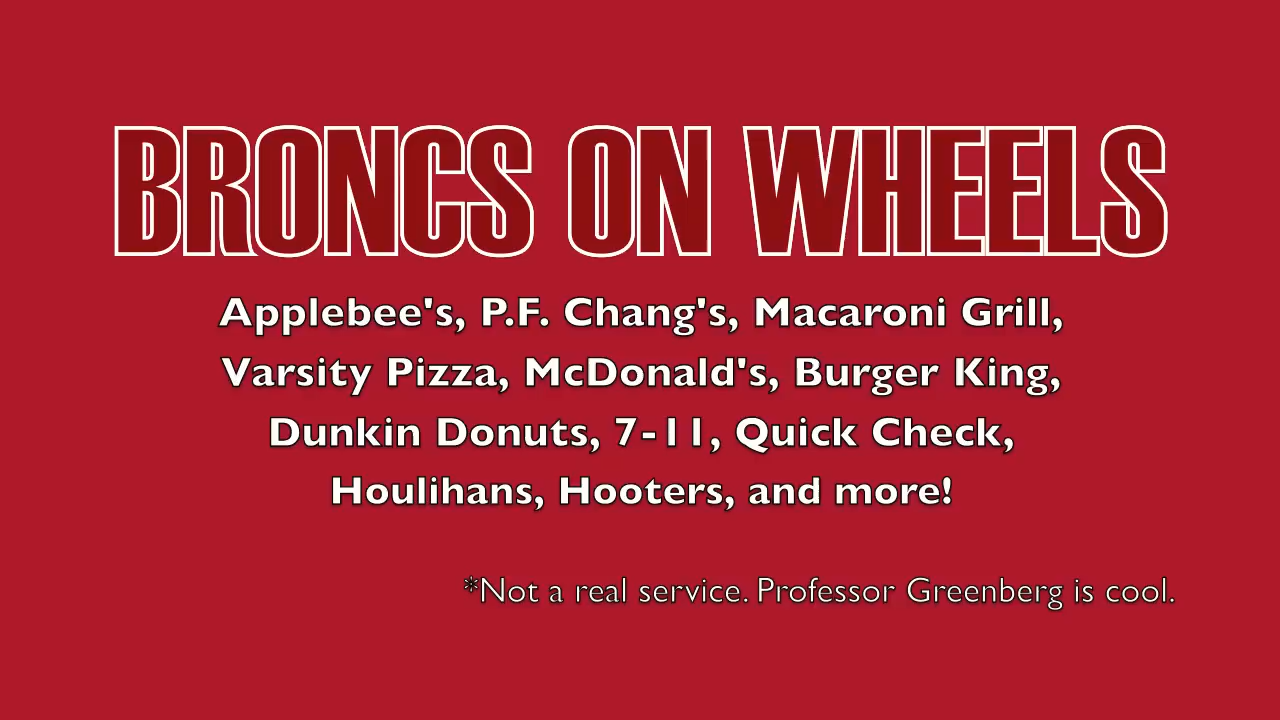 BRONCS ON WHEELS
Applebee's, P.F. Chang's, Macaroni Grill,
Varsity Pizza, McDonald's, Burger King,
Dunkin Donuts, 7-11, Quick Check,
Houlihans, Hooters, and more!
*Not a real service. Professor Greenberg is cool.